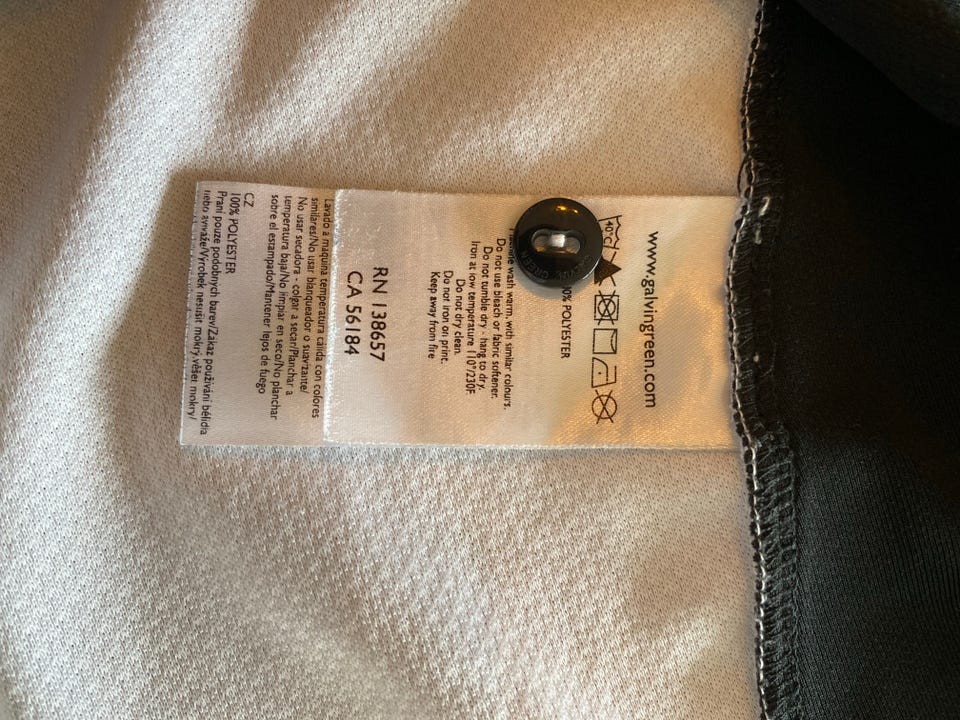 www.galvingreen.com
40°C
100% POLYESTER
Machine wash warm, with similar colours.
Do not use bleach or fabric softener.
Do not tumble dry - hang to dry.
Iron at low temperature 110°/230F
Do not dry clean.
Do not iron on print.
Keep away from fire
RN 138657
CA 56184
Lavado a máquina temperatura cálida con colores
similares/No usar blanqueador o suavizante/
No usar secadora - colgar a secar/Planchar a
temperatura baja/No limpiar en seco/No planchar
sobre el estampado/Mantener lejos de fuego
CZ
100% POLYESTER
Praní pouze podobných barev/Zákaz používání bělidla
nebo aviváže/Výrobek nesušit mokrý,věšet mokrý/
GREEN